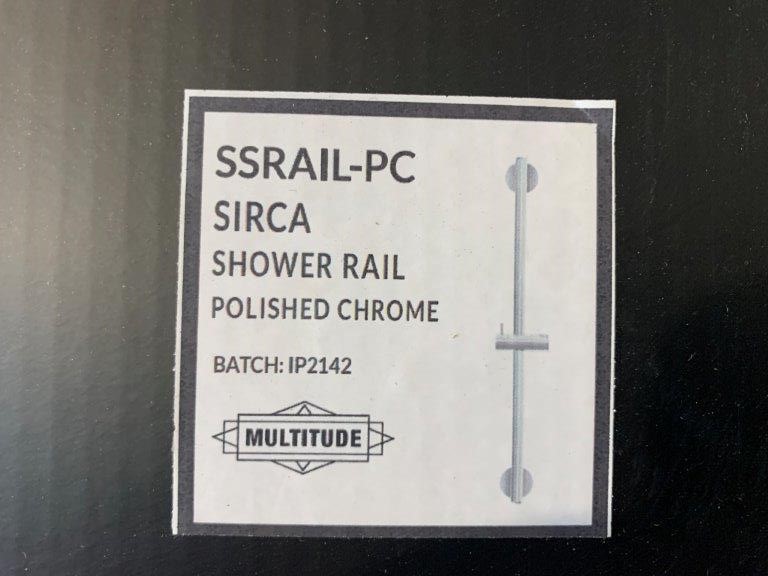 SSRAIL-PC
SIRCA
SHOWER RAIL
POLISHED CHROME
BATCH: IP2142
MULTITUDE